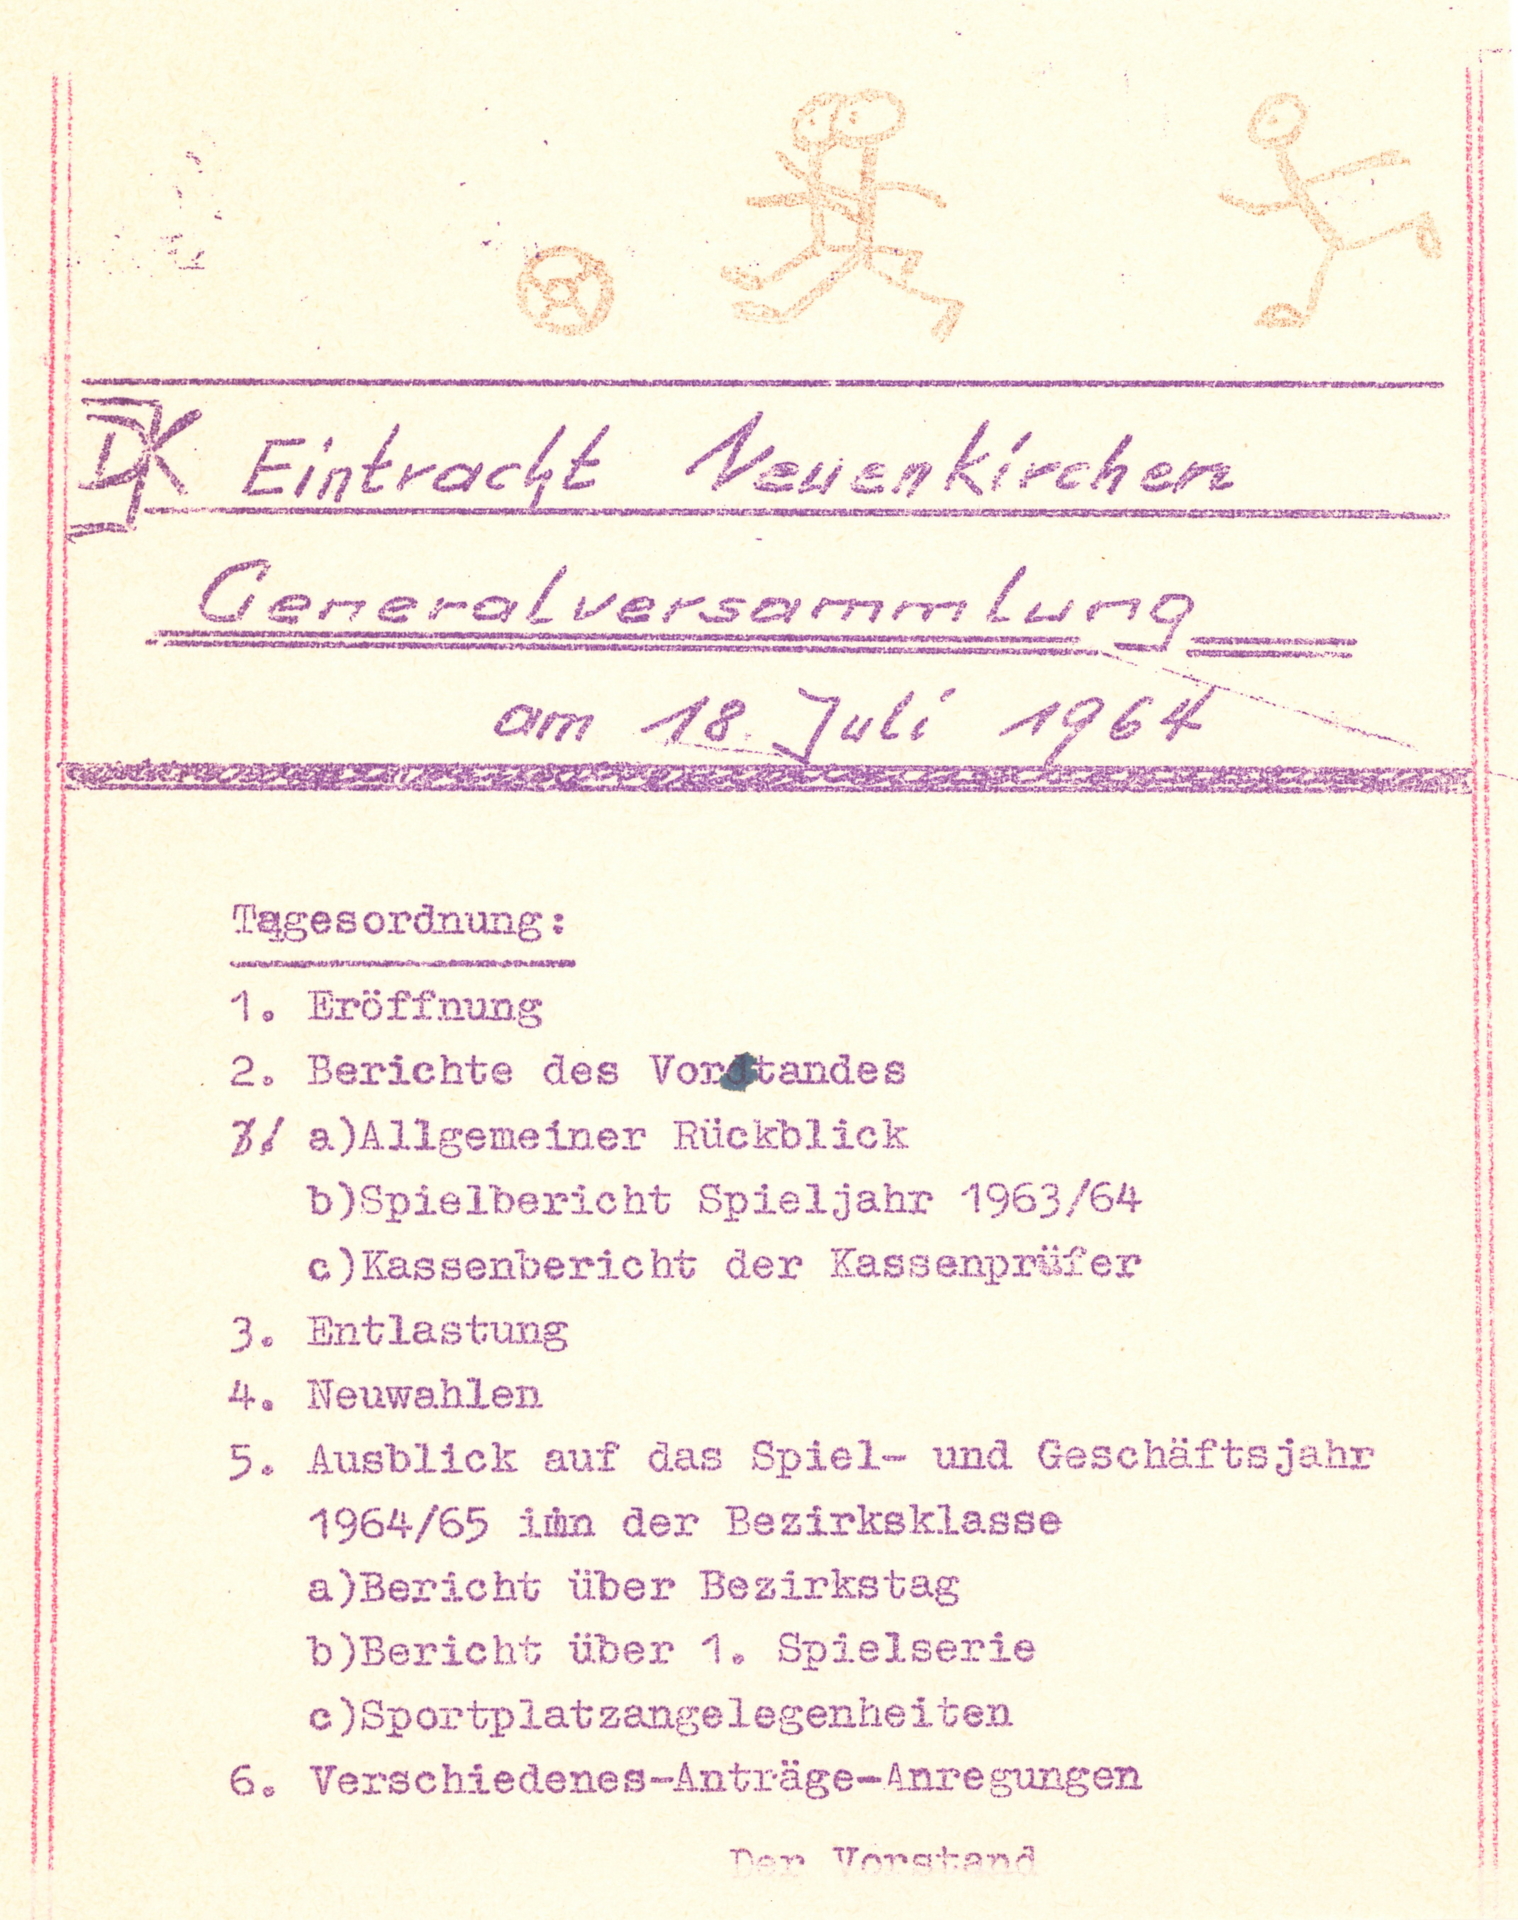 DJK Eintracht Neuenkirchen
Generalversammlung
am 18. Juli 1964
Tagesordnung:
1. Eröffnung
2. Berichte des Vorstandes
a)Allgemeiner Rückblick
b)Spielbericht Spieljahr 1963/64
c)Kassenbericht der Kassenprüfer
3. Entlastung
4. Neuwahlen
5. Ausblick auf das Spiel- und Geschäftsjahr
1964/65 in der Bezirksklasse
a)Bericht über Bezirkstag
b)Bericht über 1. Spielserie
c)Sportplatzangelegenheiten
6. Verschiedenes-Anträge-Anregungen
Der Vorstand